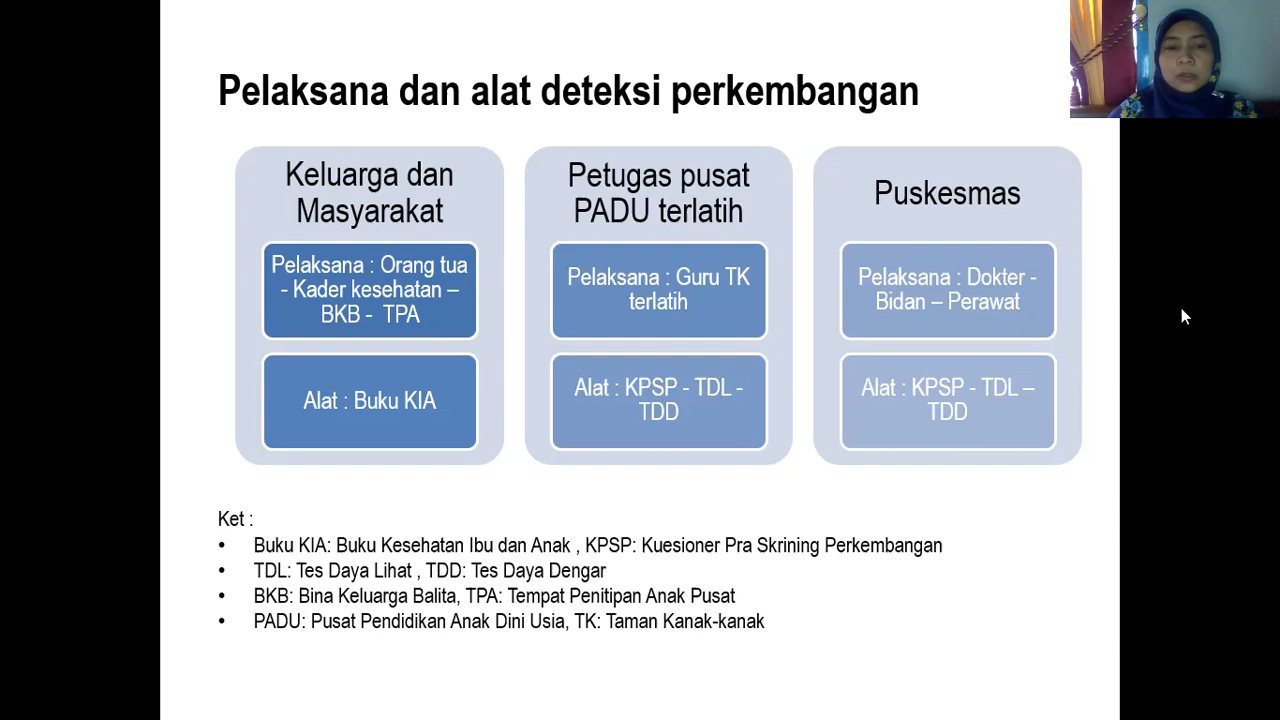 Pelaksana dan alat deteksi perkembangan
Keluarga dan
Masyarakat
Pelaksana : Orang tua
- Kader kesehatan –
BKB - TPA
Alat : Buku KIA
Petugas pusat
PADU terlatih
Pelaksana : Guru TK
terlatih
Alat : KPSP - TDL -
TDD
Puskesmas
Pelaksana : Dokter -
Bidan – Perawat
Alat : KPSP - TDL –
TDD
Ket :
• Buku KIA: Buku Kesehatan Ibu dan Anak , KPSP: Kuesioner Pra Skrining Perkembangan
• TDL: Tes Daya Lihat , TDD: Tes Daya Dengar
• BKB: Bina Keluarga Balita, TPA: Tempat Penitipan Anak Pusat
• PADU: Pusat Pendidikan Anak Dini Usia, TK: Taman Kanak-kanak